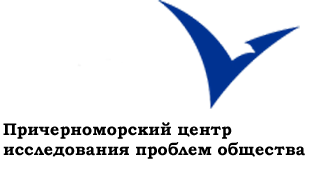 Причерноморский центр
исследования проблем общества